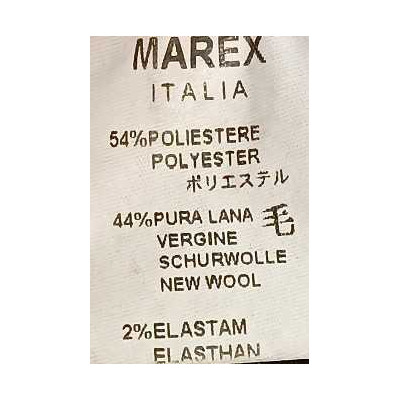 MAREX
ITALIA
54%POLIESTERE
POLYESTER
ポリエステル
44%PURA LANA 毛
VERGINE
SCHURWOLLE
NEW WOOL
2%ELASTAM
ELASTHAN